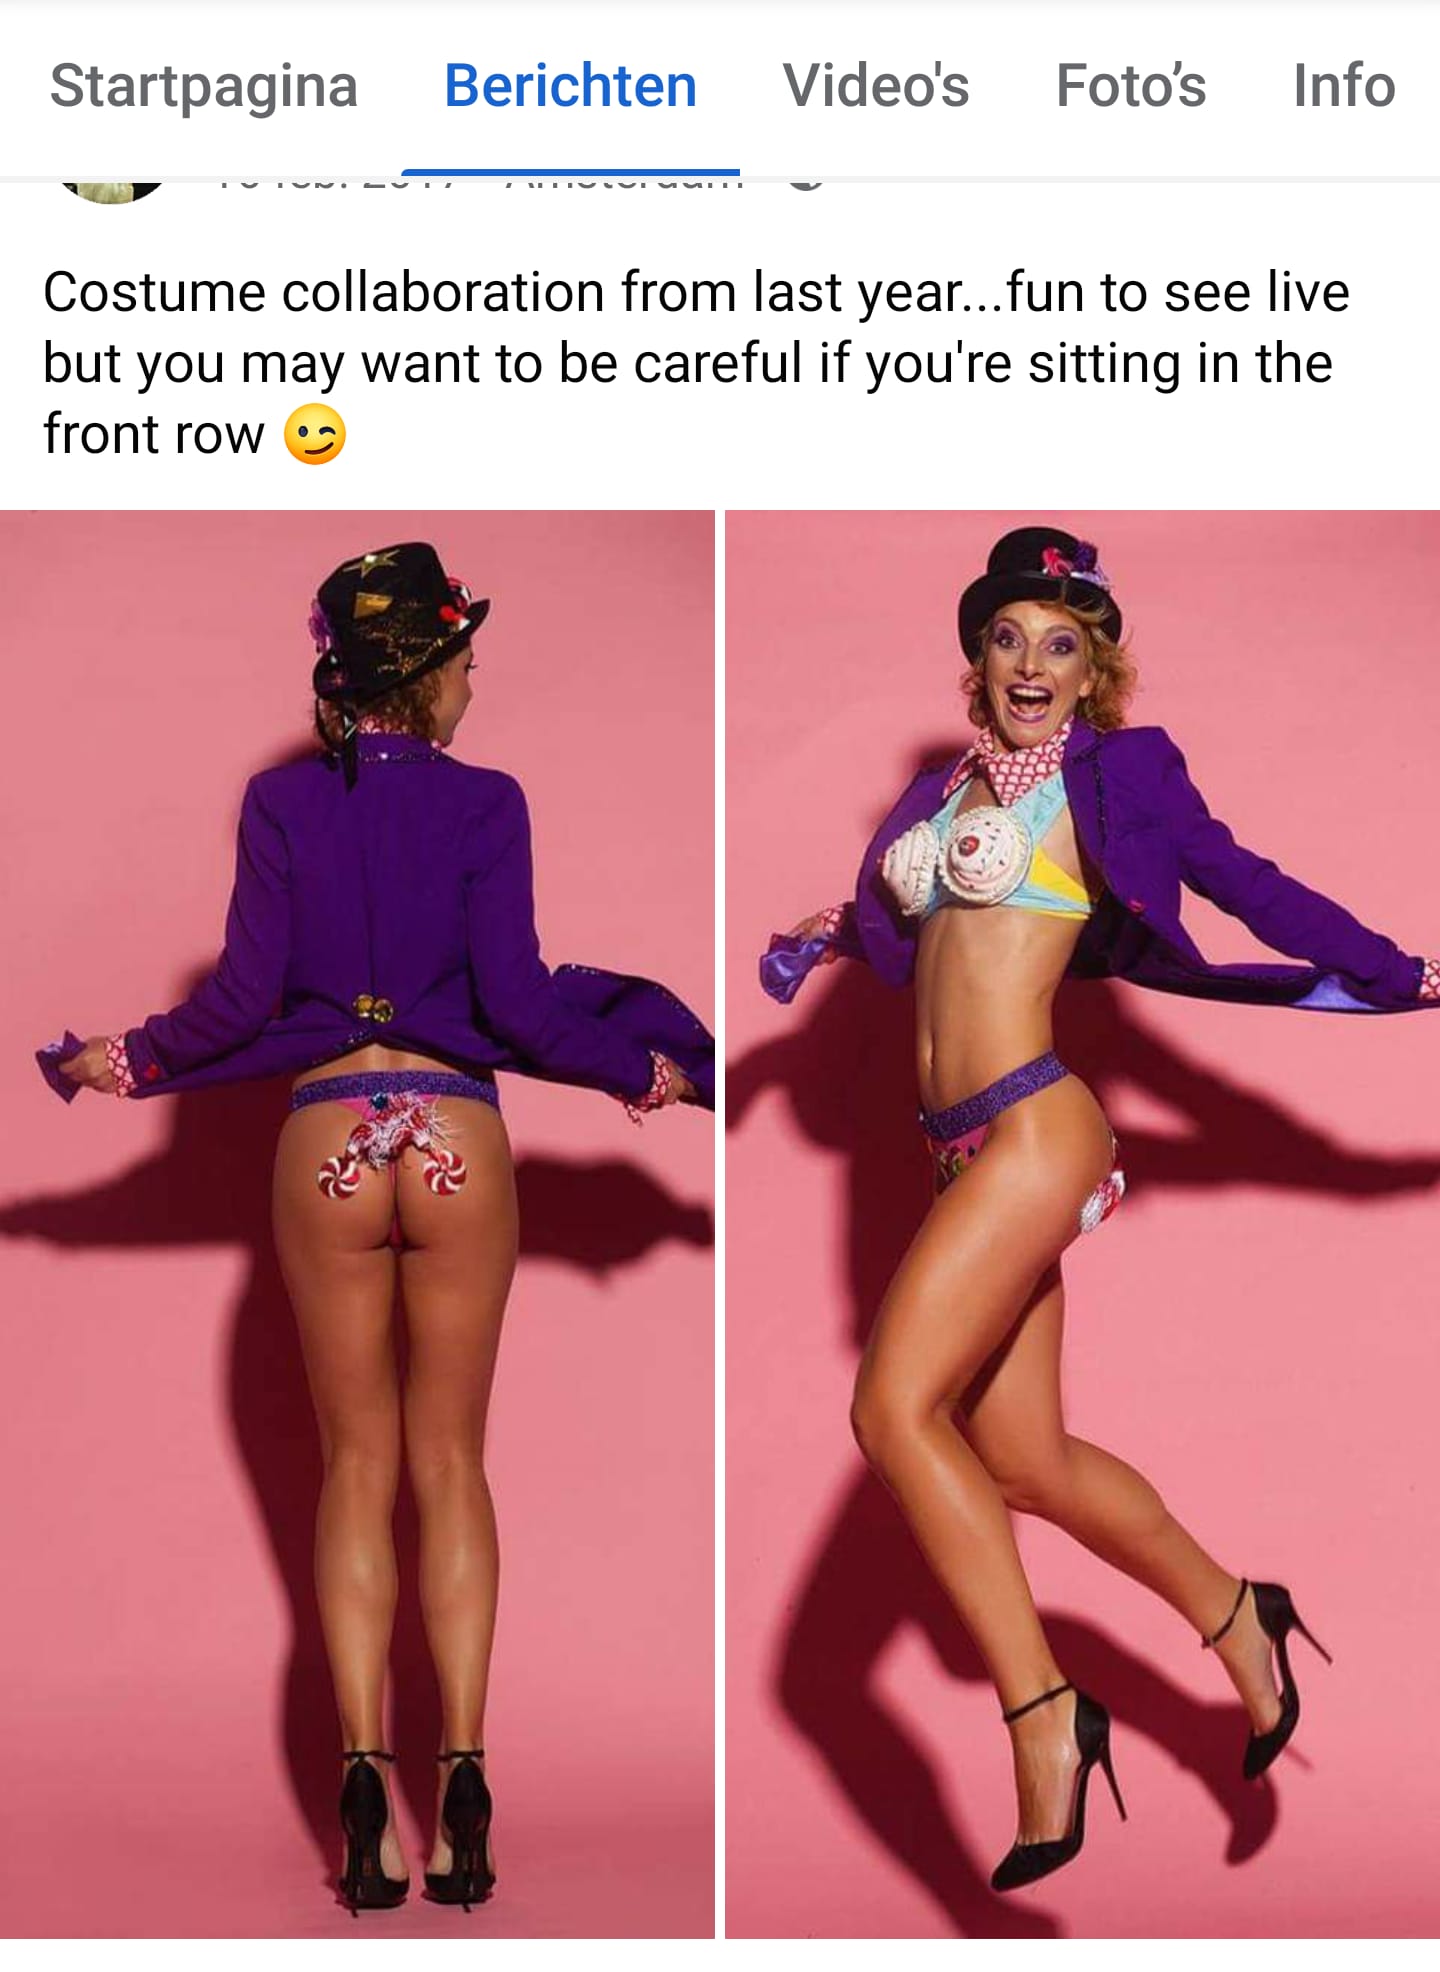 Startpagina Berichten Video's Foto’s Info
Costume collaboration from last year...fun to see live
but you may want to be careful if you're sitting in the
front row 😉